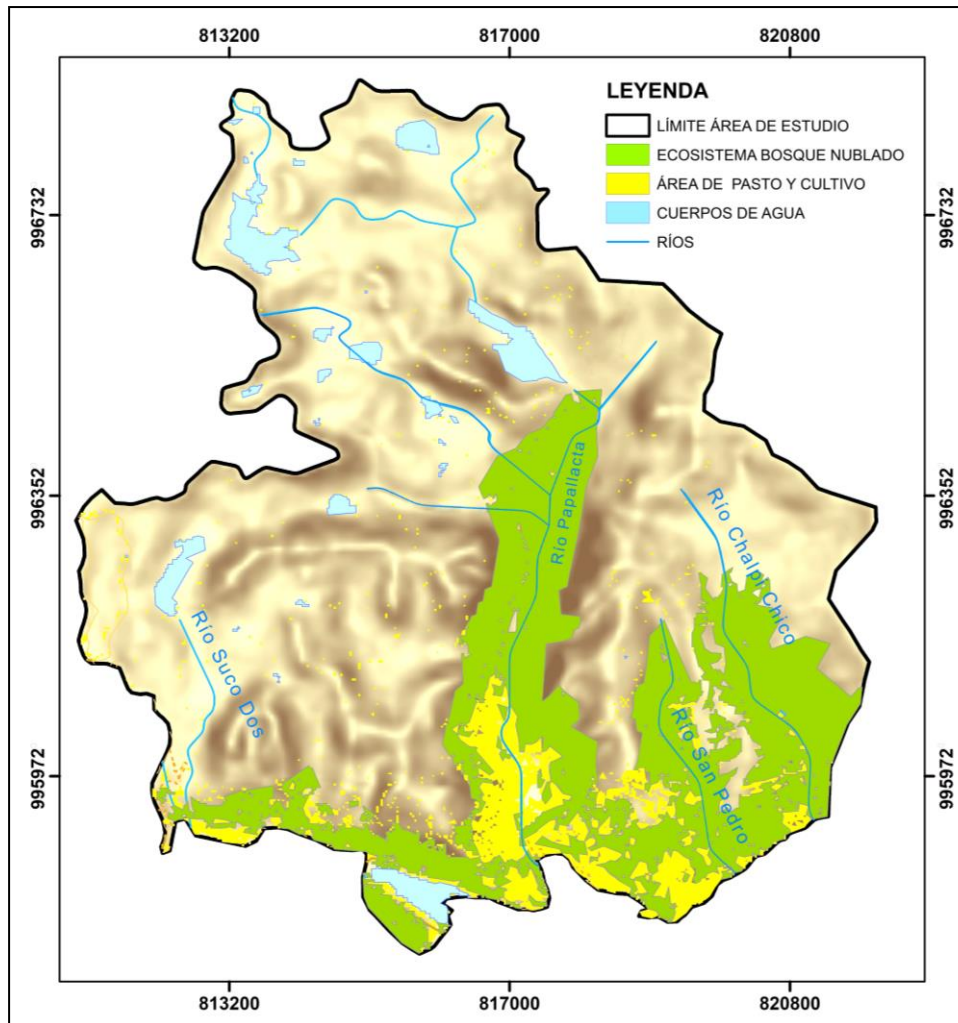 813200 817000 820800
LEYENDA
LÍMITE ÁREA DE ESTUDIO
ECOSISTEMA BOSQUE NUBLADO
ÁREA DE PASTO Y CULTIVO
CUERPOS DE AGUA
RÍOS
996732 996732
996352 996352
995972 995972
Río Papallacta
Río Chalpi Chico
Río Suco Dos
Río San Pedro
813200 817000 820800